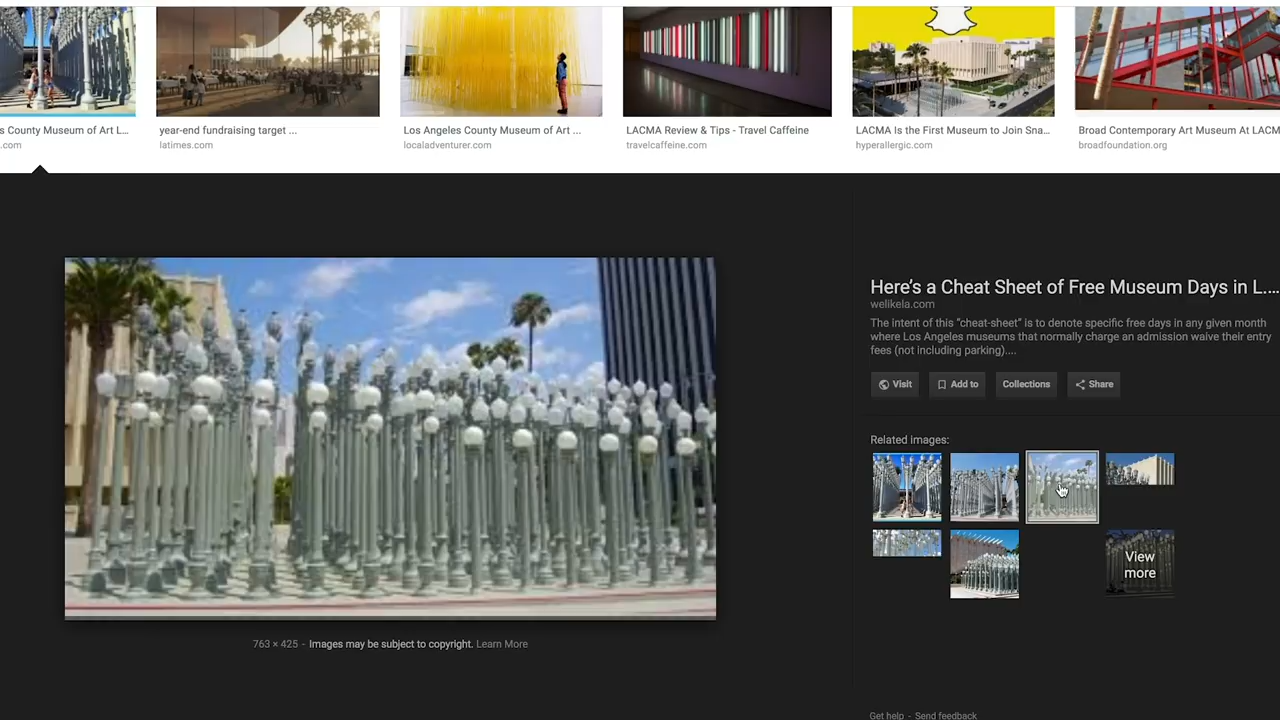 s County Museum of Art L...
.com
year-end fundraising target ...
latimes.com
Los Angeles County Museum of Art ...
localadventurer.com
LACMA Review & Tips - Travel Caffeine
travelcaffeine.com
LACMA Is the First Museum to Join Sna...
hyperallergic.com
Broad Contemporary Art Museum At LACM
broadfoundation.org
Here's a Cheat Sheet of Free Museum Days in L....
welikela.com
The intent of this "cheat-sheet" is to denote specific free days in any given month
where Los Angeles museums that normally charge an admission waive their entry
fees (not including parking)....
Visit
Add to
Collections
Share
Related images:
View
more
763 × 425 - Images may be subject to copyright. Learn More
Get help - Send feedback